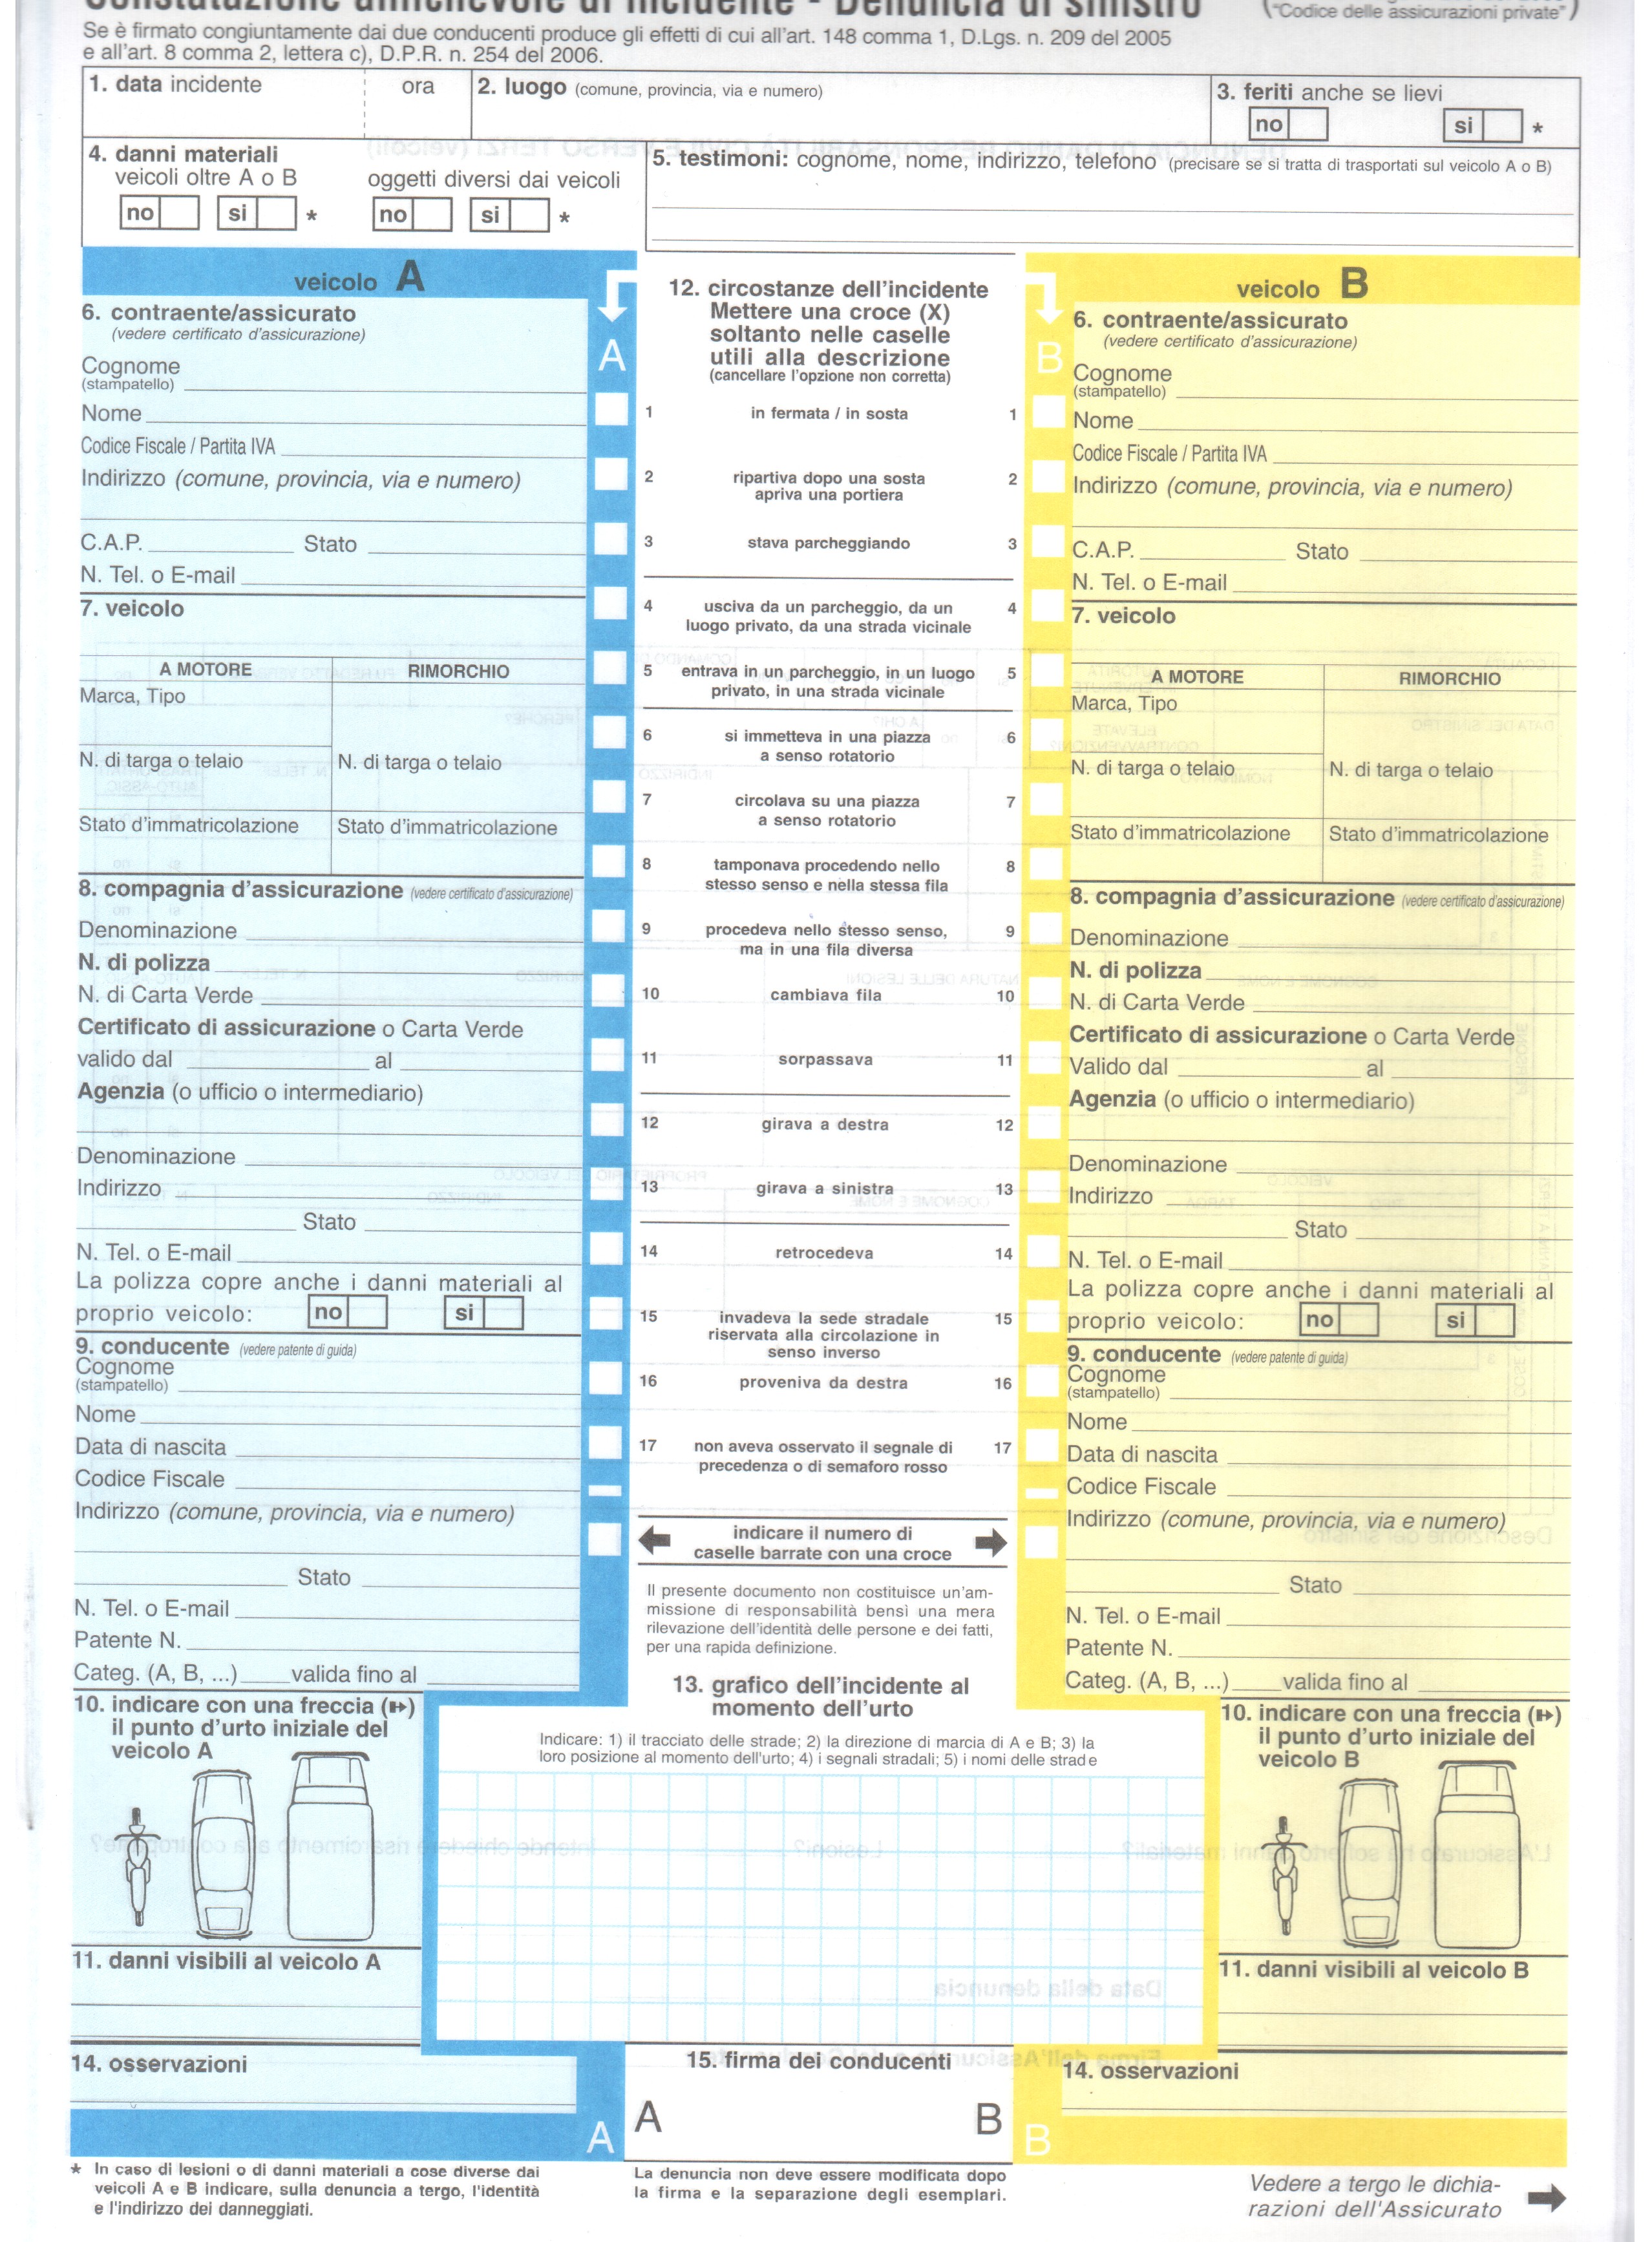 Constatazione amichevole di incidente - Denuncia di sinistro
("Codice delle assicurazioni private")
Se è firmato congiuntamente dai due conducenti produce gli effetti di cui all'art. 148 comma 1, D.Lgs. n. 209 del 2005
e all'art. 8 comma 2, lettera c), D.P.R. n. 254 del 2006.
1. data incidente ora
2. luogo (comune, provincia, via e numero)
3. feriti anche se lievi
no si *
4. danni materiali
veicoli oltre A o B oggetti diversi dai veicoli
no si * no si *
5. testimoni: cognome, nome, indirizzo, telefono (precisare se si tratta di trasportati sul veicolo A o B)
veicolo A
6. contraente/assicurato
(vedere certificato d'assicurazione)
Cognome
(stampatello)
Nome
Codice Fiscale / Partita IVA
Indirizzo (comune, provincia, via e numero)
C.A.P. Stato
N. Tel. o E-mail
7. veicolo
A MOTORE RIMORCHIO
Marca, Tipo
N. di targa o telaio N. di targa o telaio
Stato d'immatricolazione Stato d'immatricolazione
8. compagnia d'assicurazione (vedere certificato d'assicurazione)
Denominazione
N. di polizza
N. di Carta Verde
Certificato di assicurazione o Carta Verde
valido dal al
Agenzia (o ufficio o intermediario)
Denominazione
Indirizzo
Stato
N. Tel. o E-mail
La polizza copre anche i danni materiali al
proprio veicolo: no si
9. conducente (vedere patente di guida)
Cognome
(stampatello)
Nome
Data di nascita
Codice Fiscale
Indirizzo (comune, provincia, via e numero)
Stato
N. Tel. o E-mail
Patente N.
Categ. (A, B, ...) valida fino al
10. indicare con una freccia (↦)
il punto d'urto iniziale del
veicolo A
11. danni visibili al veicolo A
14. osservazioni
A
A
12. circostanze dell'incidente
Mettere una croce (X)
soltanto nelle caselle
utili alla descrizione
(cancellare l'opzione non corretta)
1 in fermata / in sosta 1
2 ripartiva dopo una sosta 2
apriva una portiera
3 stava parcheggiando 3
4 usciva da un parcheggio, da un 4
luogo privato, da una strada vicinale
5 entrava in un parcheggio, in un luogo 5
privato, in una strada vicinale
6 si immetteva in una piazza 6
a senso rotatorio
7 circolava su una piazza 7
a senso rotatorio
8 tamponava procedendo nello 8
stesso senso e nella stessa fila
9 procedeva nello stesso senso, 9
ma in una fila diversa
10 cambiava fila 10
11 sorpassava 11
12 girava a destra 12
13 girava a sinistra 13
14 retrocedeva 14
15 invadeva la sede stradale 15
riservata alla circolazione in
senso inverso
16 proveniva da destra 16
17 non aveva osservato il segnale di 17
precedenza o di semaforo rosso
indicare il numero di
caselle barrate con una croce
Il presente documento non costituisce un'am-
missione di responsabilità bensì una mera
rilevazione dell'identità delle persone e dei fatti,
per una rapida definizione.
13. grafico dell'incidente al
momento dell'urto
Indicare: 1) il tracciato delle strade; 2) la direzione di marcia di A e B; 3) la
loro posizione al momento dell'urto; 4) i segnali stradali; 5) i nomi delle strade
15. firma dei conducenti
A B
B
veicolo B
6. contraente/assicurato
(vedere certificato d'assicurazione)
Cognome
(stampatello)
Nome
Codice Fiscale / Partita IVA
Indirizzo (comune, provincia, via e numero)
C.A.P. Stato
N. Tel. o E-mail
7. veicolo
A MOTORE RIMORCHIO
Marca, Tipo
N. di targa o telaio N. di targa o telaio
Stato d'immatricolazione Stato d'immatricolazione
8. compagnia d'assicurazione (vedere certificato d'assicurazione)
Denominazione
N. di polizza
N. di Carta Verde
Certificato di assicurazione o Carta Verde
Valido dal al
Agenzia (o ufficio o intermediario)
Denominazione
Indirizzo
Stato
N. Tel. o E-mail
La polizza copre anche i danni materiali al
proprio veicolo: no si
9. conducente (vedere patente di guida)
Cognome
(stampatello)
Nome
Data di nascita
Codice Fiscale
Indirizzo (comune, provincia, via e numero)
Stato
N. Tel. o E-mail
Patente N.
Categ. (A, B, ...) valida fino al
10. indicare con una freccia (↦)
il punto d'urto iniziale del
veicolo B
11. danni visibili al veicolo B
14. osservazioni
B
* In caso di lesioni o di danni materiali a cose diverse dai
veicoli A e B indicare, sulla denuncia a tergo, l'identità
e l'indirizzo dei danneggiati.
La denuncia non deve essere modificata dopo
la firma e la separazione degli esemplari.
Vedere a tergo le dichia-
razioni dell'Assicurato